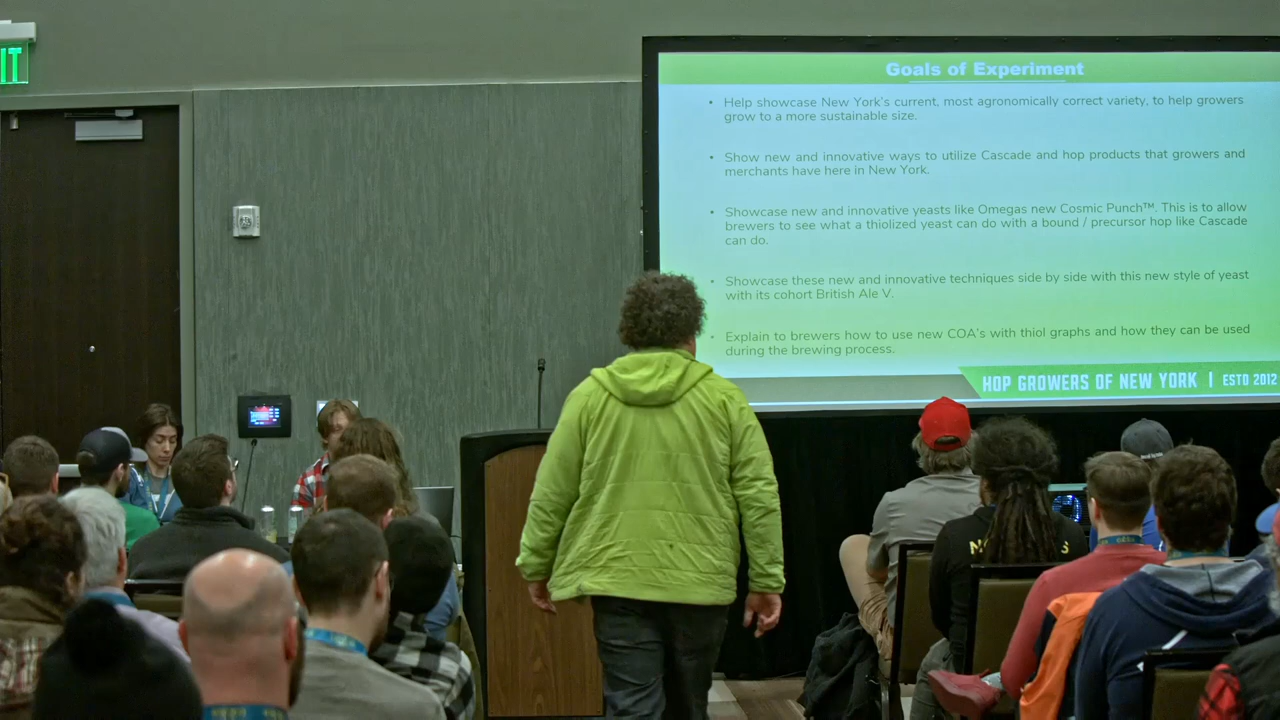 IT
Goals of Experiment
• Help showcase New York's current, most agronomically correct variety, to help growers
grow to a more sustainable size.
• Show new and innovative ways to utilize Cascade and hop products that growers and
merchants have here in New York.
• Showcase new and innovative yeasts like Omegas new Cosmic Punch™. This is to allow
brewers to see what a thiolized yeast can do with a bound / precursor hop like Cascade
can do.
• Showcase these new and innovative techniques side by side with this new style of yeast
with its cohort British Ale V.
• Explain to brewers how to use new COA's with thiol graphs and how they can be used
during the brewing process.
HOP GROWERS OF NEW YORK | ESTD 2012